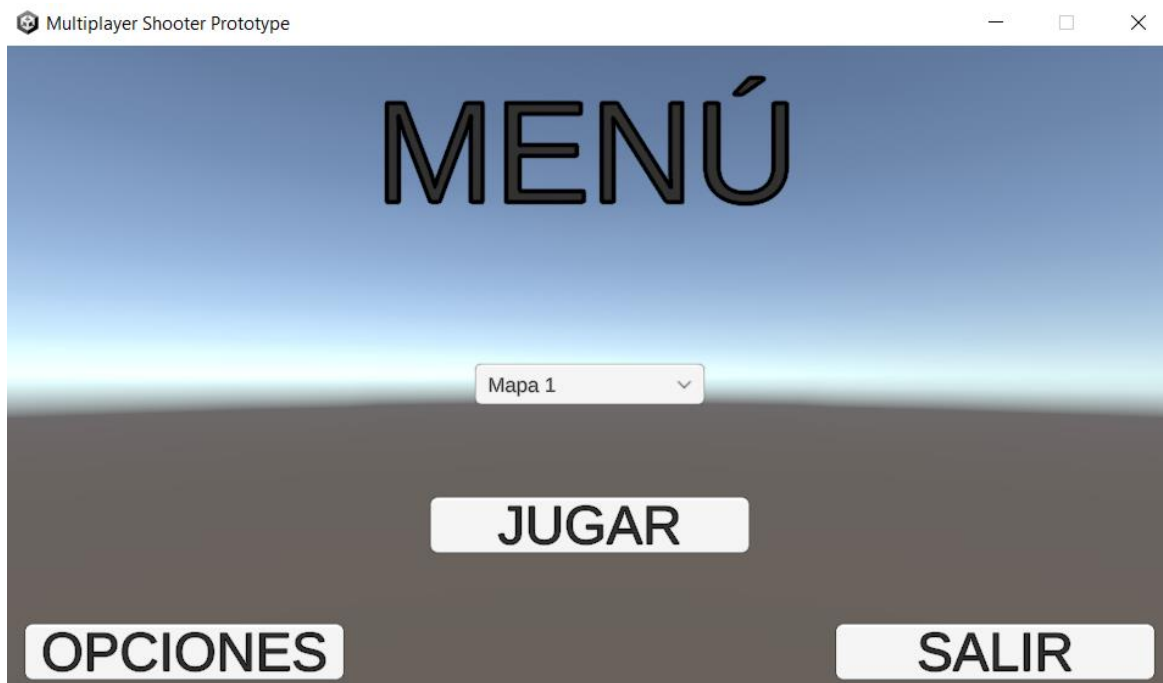 Multiplayer Shooter Prototype
MENÚ
Mapa 1
JUGAR
OPCIONES
SALIR